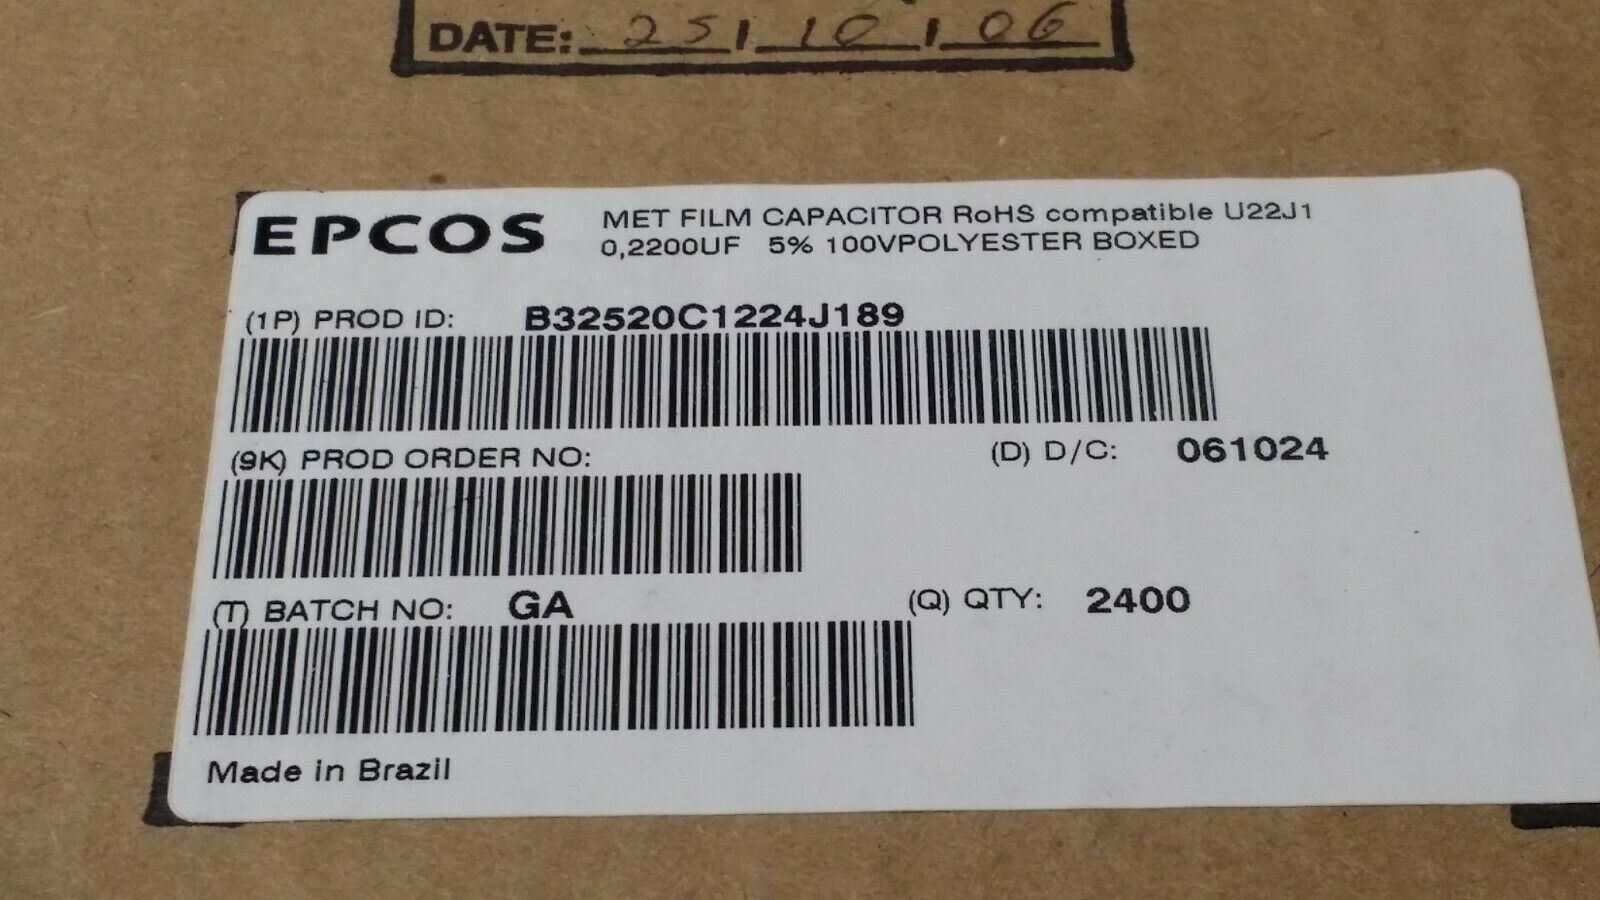 DATE: 25 / 10 / 06
EPCOS
MET FILM CAPACITOR RoHS compatible U22J1
0,2200UF 5% 100VPOLYESTER BOXED
(1P) PROD ID: B32520C1224J189
(9K) PROD ORDER NO:
(D) D/C: 061024
(T) BATCH NO: GA
(Q) QTY: 2400
Made in Brazil